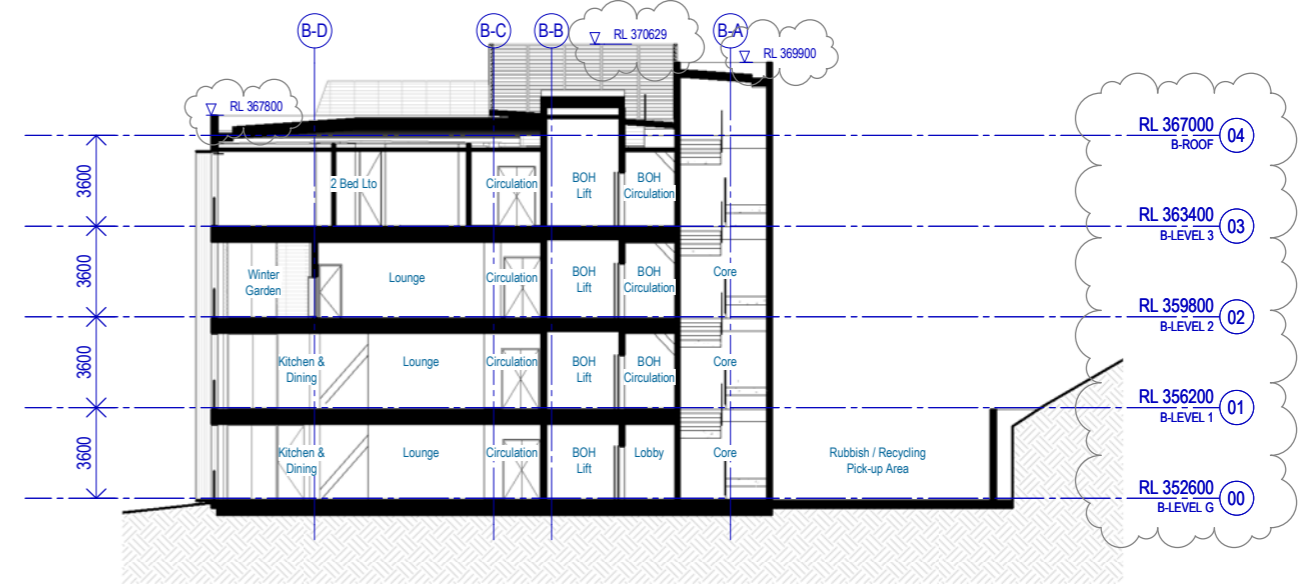 B-D
B-C
B-B
B-A
RL 370629
RL 369900
RL 367800
RL 367000
04
B-ROOF
3600
2 Bed Lto
Circulation
BOH
Lift
BOH
Circulation
RL 363400
03
B-LEVEL 3
3600
Winter
Garden
Lounge
Circulation
BOH
Lift
BOH
Circulation
Core
RL 359800
02
B-LEVEL 2
3600
Kitchen &
Dining
Lounge
Circulation
BOH
Lift
BOH
Circulation
Core
RL 356200
01
B-LEVEL 1
3600
Kitchen &
Dining
Lounge
Circulation
BOH
Lift
Lobby
Core
Rubbish / Recycling
Pick-up Area
RL 352600
00
B-LEVEL G